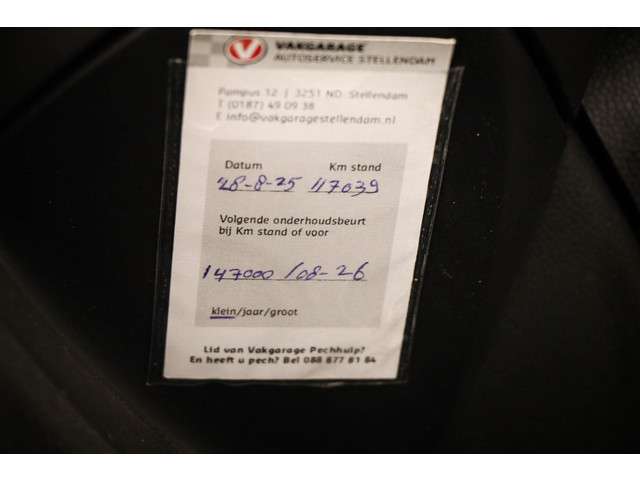 VAKGARAGE
AUTOSERVICE STELLENDAM
Pampus 12 | 3251 ND. Stellendam
T (0187) 49 09 38
E info@vakgaragestellendam.nl
Datum Km stand
28-8-25 117039
Volgende onderhoudsbeurt
bij Km stand of voor
147000 /08-26
klein/jaar/groot
Lid van Vakgarage Pechhulp?
En heeft u pech? Bel 088 877 81 84